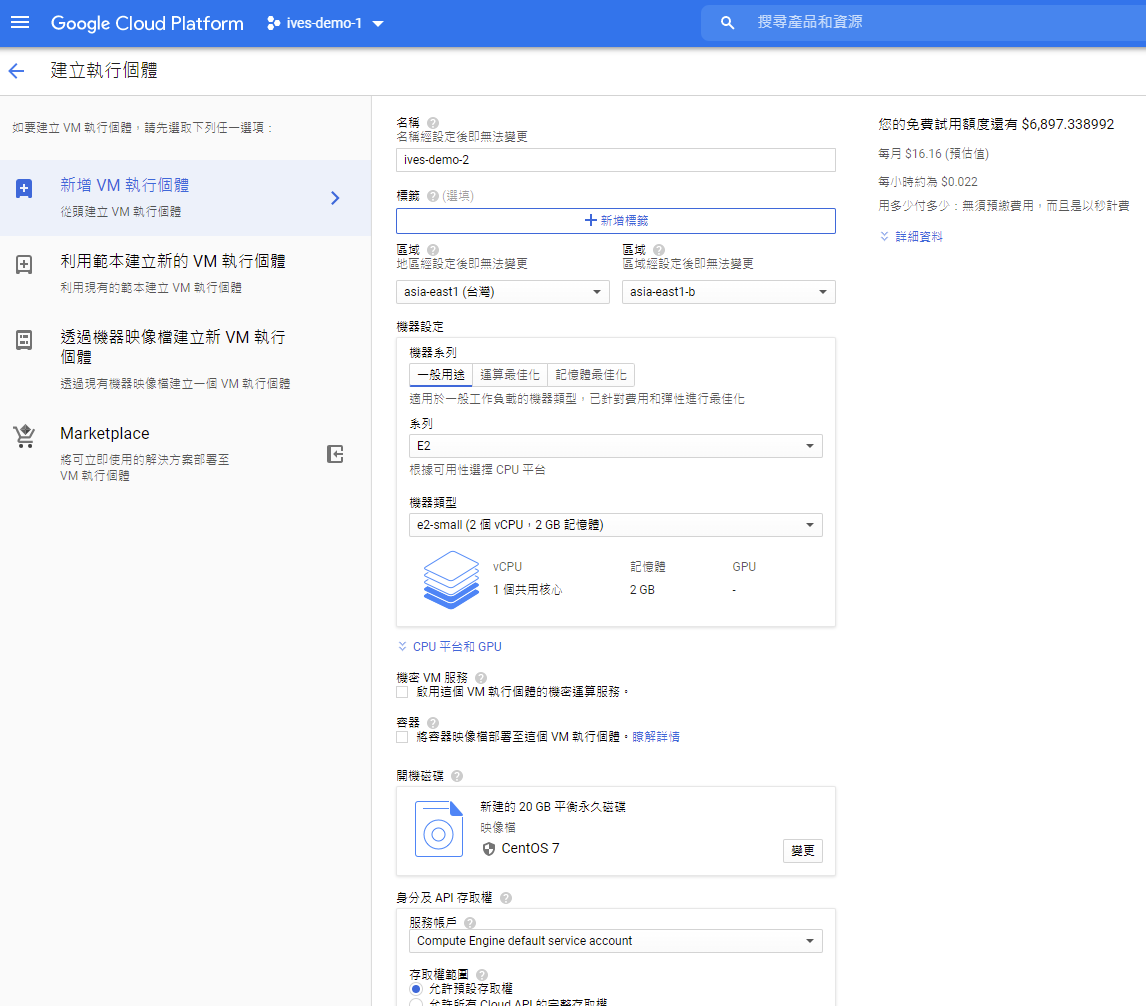 Google Cloud Platform
ives-demo-1
搜尋產品和資源
建立執行個體
如要建立 VM 執行個體，請先選取下列任一選項：
新增 VM 執行個體
從頭建立 VM 執行個體
利用範本建立新的 VM 執行個體
利用現有的範本建立 VM 執行個體
透過機器映像檔建立新 VM 執行
個體
透過現有機器映像檔建立一個 VM 執行個體
Marketplace
將可立即使用的解決方案部署至
VM 執行個體
名稱
名稱經設定後即無法變更
ives-demo-2
標籤 (選填)
新增標籤
區域
地區經設定後即無法變更
asia-east1 (台灣)
區域
區域經設定後即無法變更
asia-east1-b
機器設定
機器系列
一般用途 運算最佳化 記憶體最佳化
適用於一般工作負載的機器類型，已針對費用和彈性進行最佳化
系列
E2
根據可用性選擇 CPU 平台
機器類型
e2-small (2 個 vCPU，2 GB 記憶體)
vCPU 記憶體 GPU
1 個共用核心 2 GB -
CPU 平台和 GPU
機密 VM 服務
啟用這個 VM 執行個體的機密運算服務。
容器
將容器映像檔部署至這個 VM 執行個體。瞭解詳情
開機磁碟
新建的 20 GB 平衡永久磁碟
映像檔
CentOS 7
變更
身分及 API 存取權
服務帳戶
Compute Engine default service account
存取權範圍
允許預設存取權
允許所有 Cloud API 的完整存取權
您的免費試用額度還有 $6,897.338992
每月 $16.16 (預估值)
每小時約為 $0.022
用多少付多少：無須預繳費用，而且是以秒計費
詳細資料